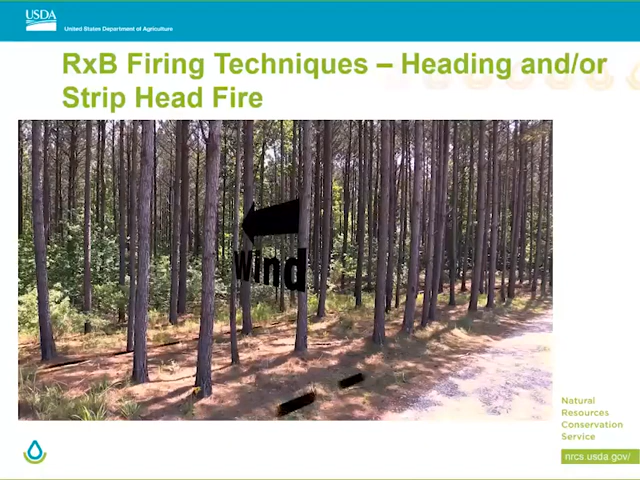 USDA
United States Department of Agriculture
RxB Firing Techniques – Heading and/or
Strip Head Fire
Wind
Natural
Resources
Conservation
Service
nrcs.usda.gov/